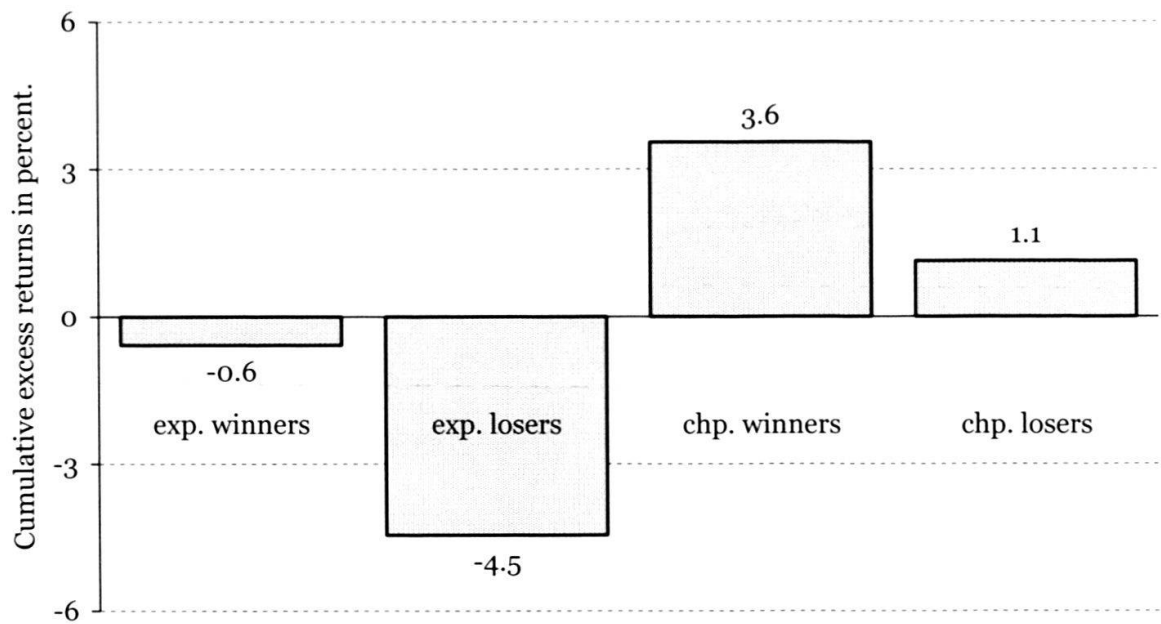 Cumulative excess returns in percent.
6
3
0
-3
-6
-0.6
-4.5
3.6
1.1
exp. winners
exp. losers
chp. winners
chp. losers